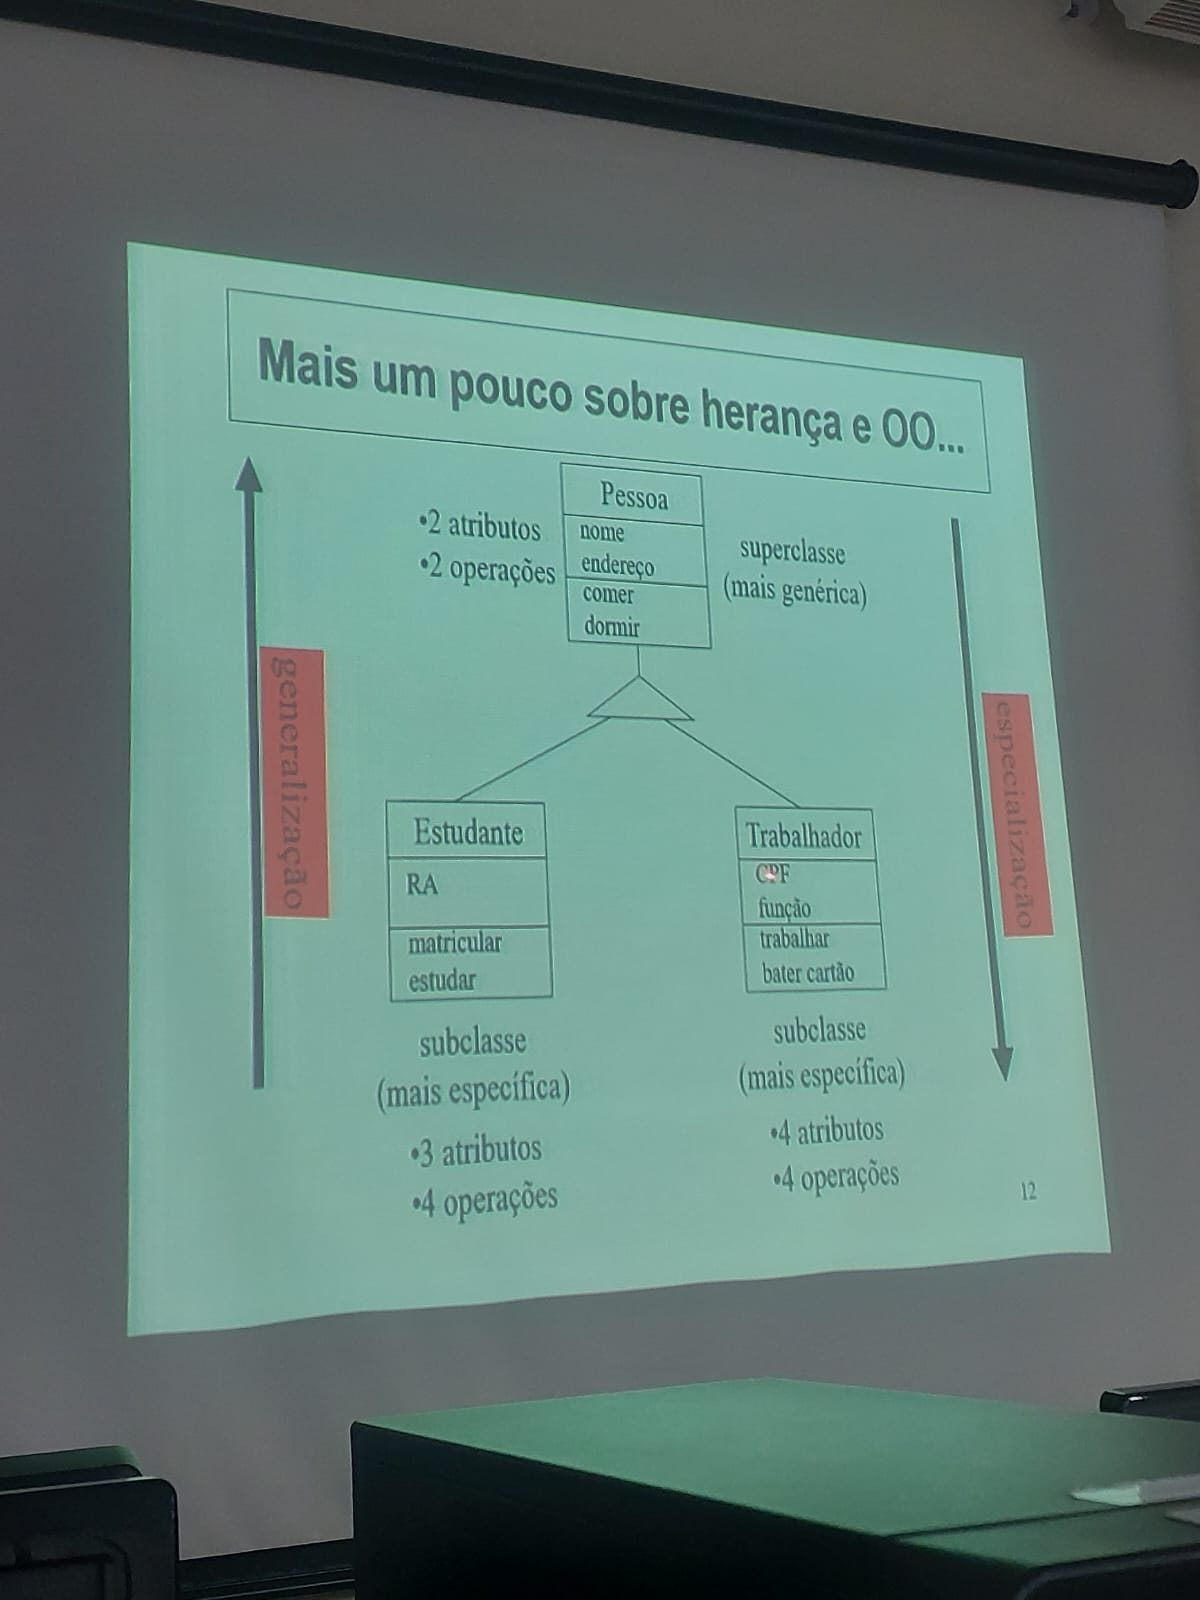 Mais um pouco sobre herança e OO...
•2 atributos
•2 operações
Pessoa
nome
endereço
comer
dormir
superclasse
(mais genérica)
generalização
especialização
Estudante
RA
matricular
estudar
subclasse
(mais específica)
•3 atributos
•4 operações
Trabalhador
CPF
função
trabalhar
bater cartão
subclasse
(mais específica)
•4 atributos
•4 operações
12